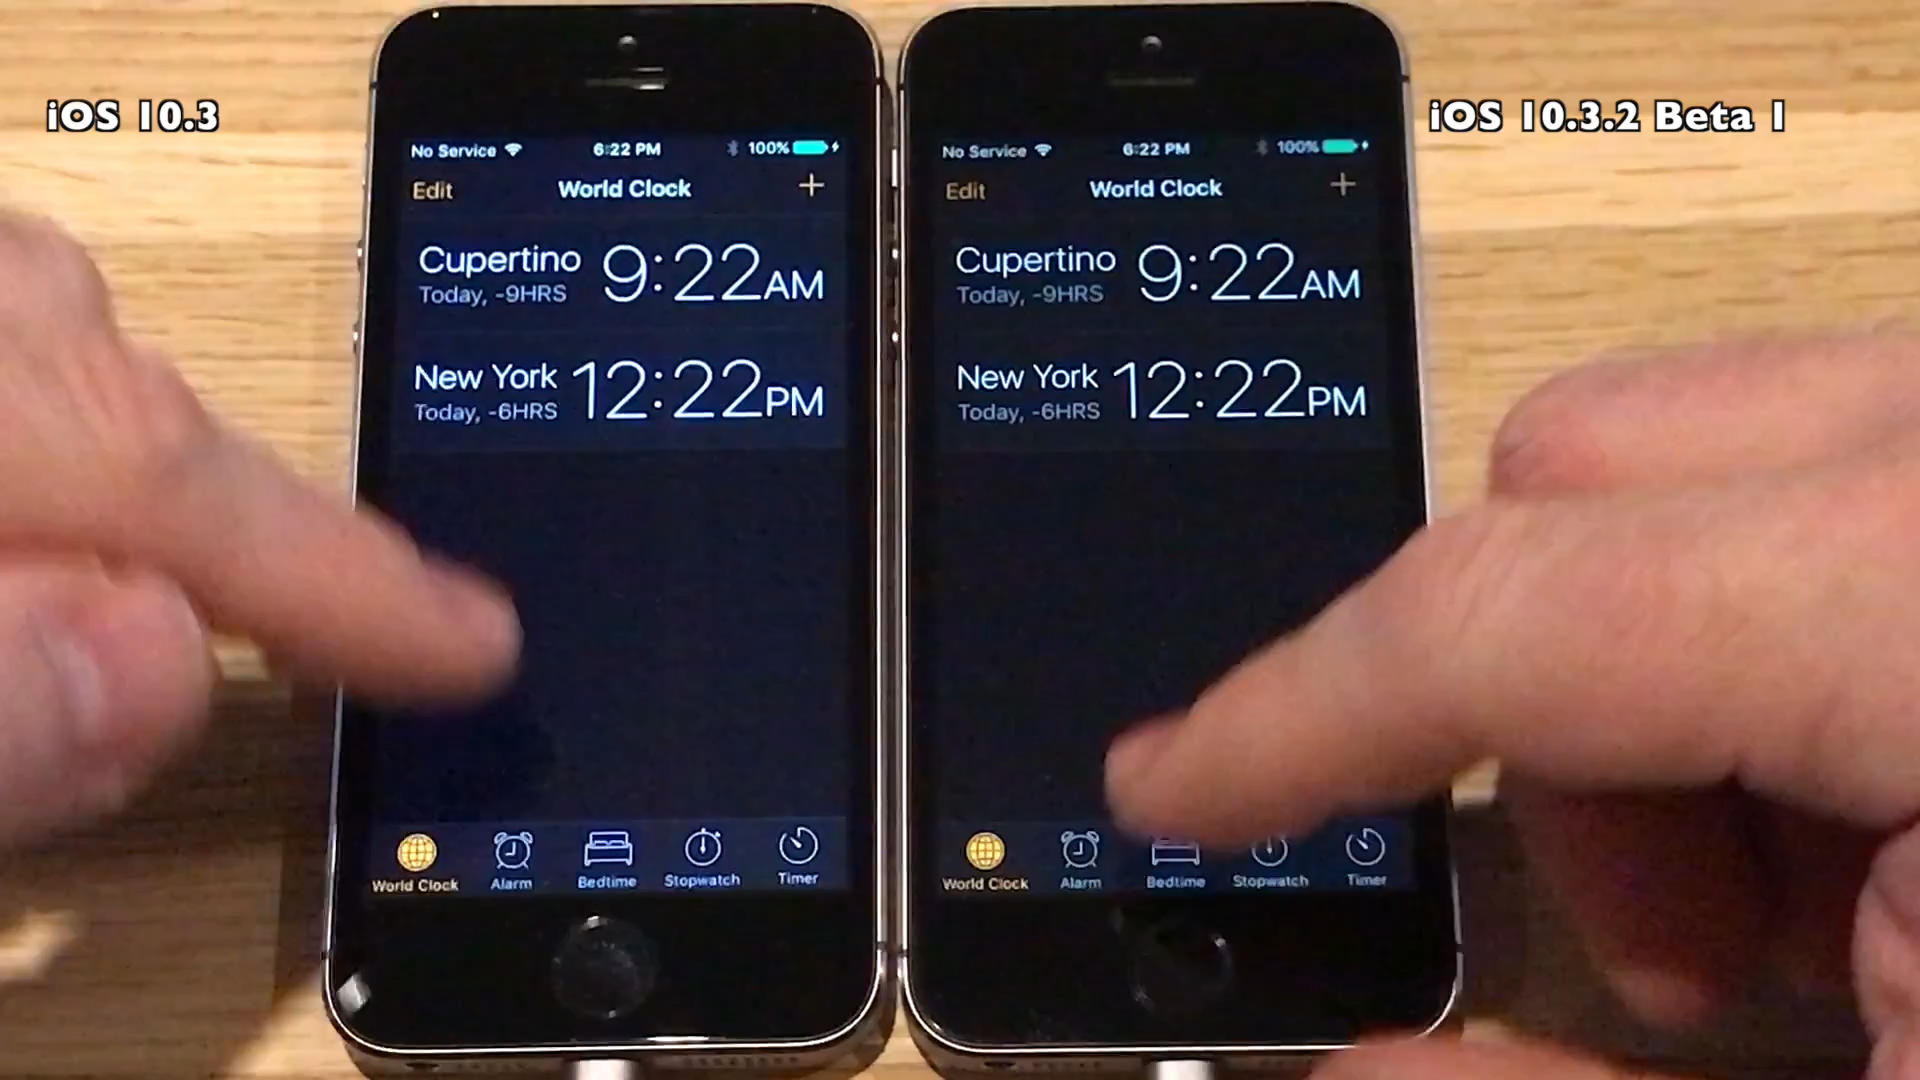 iOS 10.3
iOS 10.3.2 Beta 1
No Service 6:22 PM 100%
Edit World Clock +
Cupertino 9:22AM
Today, -9HRS
New York 12:22PM
Today, -6HRS
World Clock Alarm Bedtime Stopwatch Timer
No Service 6:22 PM 100%
Edit World Clock +
Cupertino 9:22AM
Today, -9HRS
New York 12:22PM
Today, -6HRS
World Clock Alarm Bedtime Stopwatch Timer